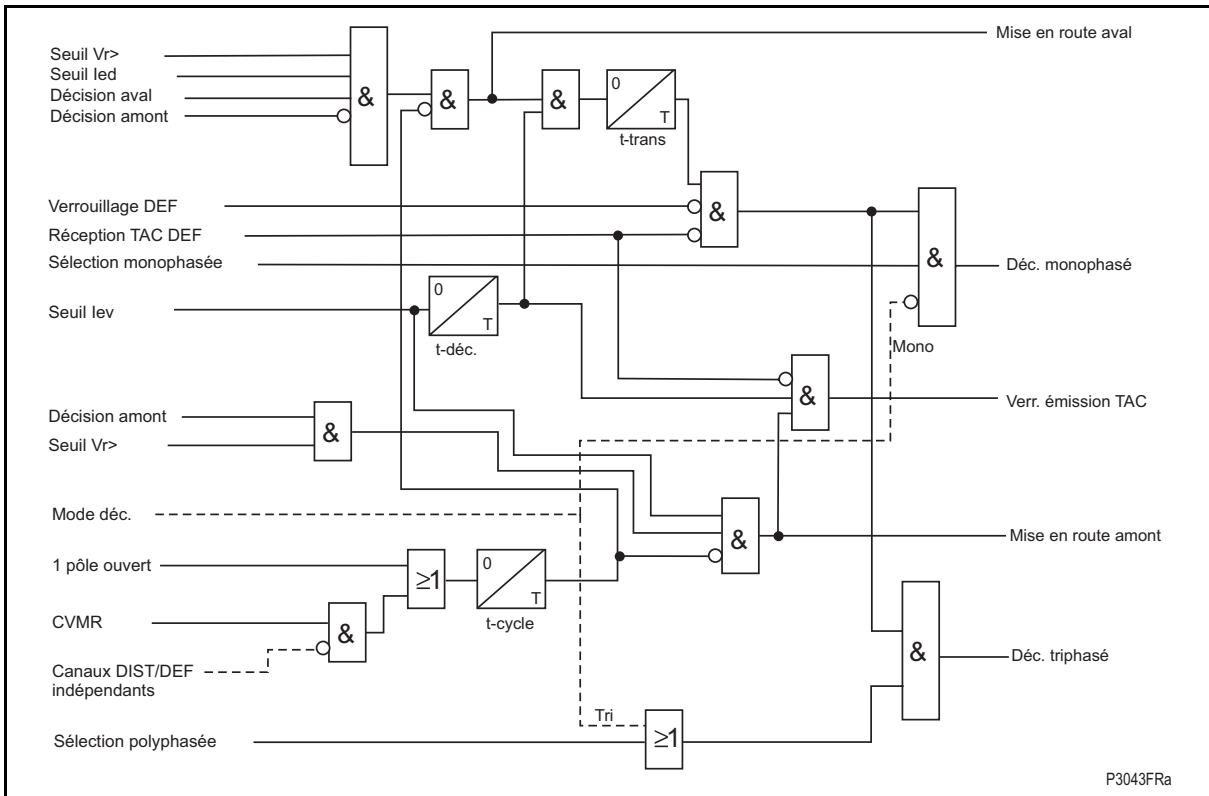 Seuil Vr>
Seuil Ied
Décision aval
Décision amont
&
&
&
0
T
t-trans
Mise en route aval
Verrouillage DEF
Réception TAC DEF
Sélection monophasée
&
&
Déc. monophasé
Seuil Iev
0
T
t-déc.
Mono
&
Verr. émission TAC
Décision amont
Seuil Vr>
&
Mode déc.
&
Mise en route amont
1 pôle ouvert
≥1
0
T
t-cycle
CVMR
&
Canaux DIST/DEF
indépendants
&
Déc. triphasé
Tri
Sélection polyphasée
≥1
P3043FRa